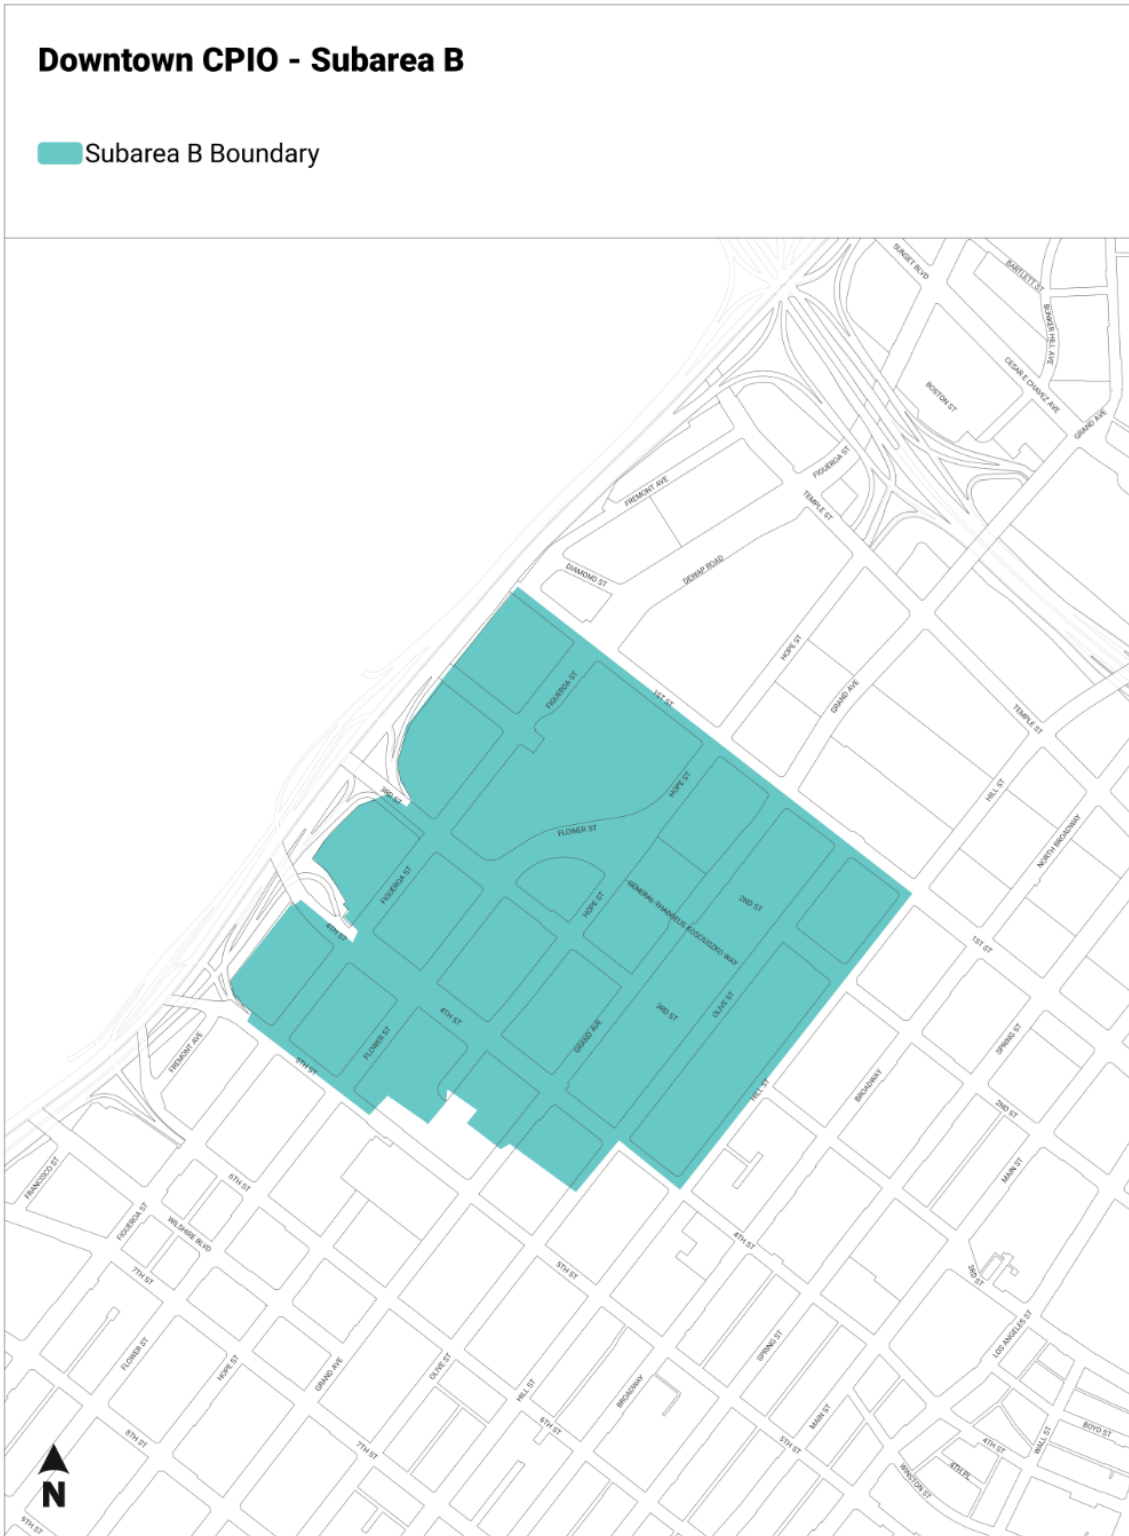 Downtown CPIO - Subarea B
Subarea B Boundary
SUNSET BLVD
BARTLETT ST
BUNKER HILL AVE
CESAR E CHAVEZ AVE
BOSTON ST
GRAND AVE
FIGUEROA ST
FREMONT AVE
TEMPLE ST
DEWAP ROAD
DIAMOND ST
HOPE ST
FIGUEROA ST
1ST ST
GRAND AVE
TEMPLE ST
HOPE ST
HILL ST
3RD ST
FLOWER ST
NORTH BROADWAY
FIGUEROA ST
GENERAL THADDEUS KOSCIUSZKO WAY
HOPE ST
2ND ST
4TH ST
1ST ST
OLIVE ST
4TH ST
3RD ST
GRAND AVE
FLOWER ST
SPRING ST
FREMONT AVE
5TH ST
HILL ST
BROADWAY
2ND ST
FRANCISCO ST
6TH ST
MAIN ST
FIGUEROA ST
WILSHIRE BLVD
4TH ST
7TH ST
5TH ST
3RD ST
LOS ANGELES ST
FLOWER ST
HOPE ST
GRAND AVE
OLIVE ST
SPRING ST
HILL ST
BROADWAY
MAIN ST
6TH ST
8TH ST
7TH ST
5TH ST
4TH ST
WALL ST
BOYD ST
4TH PL
WINSTON ST
N
9TH ST